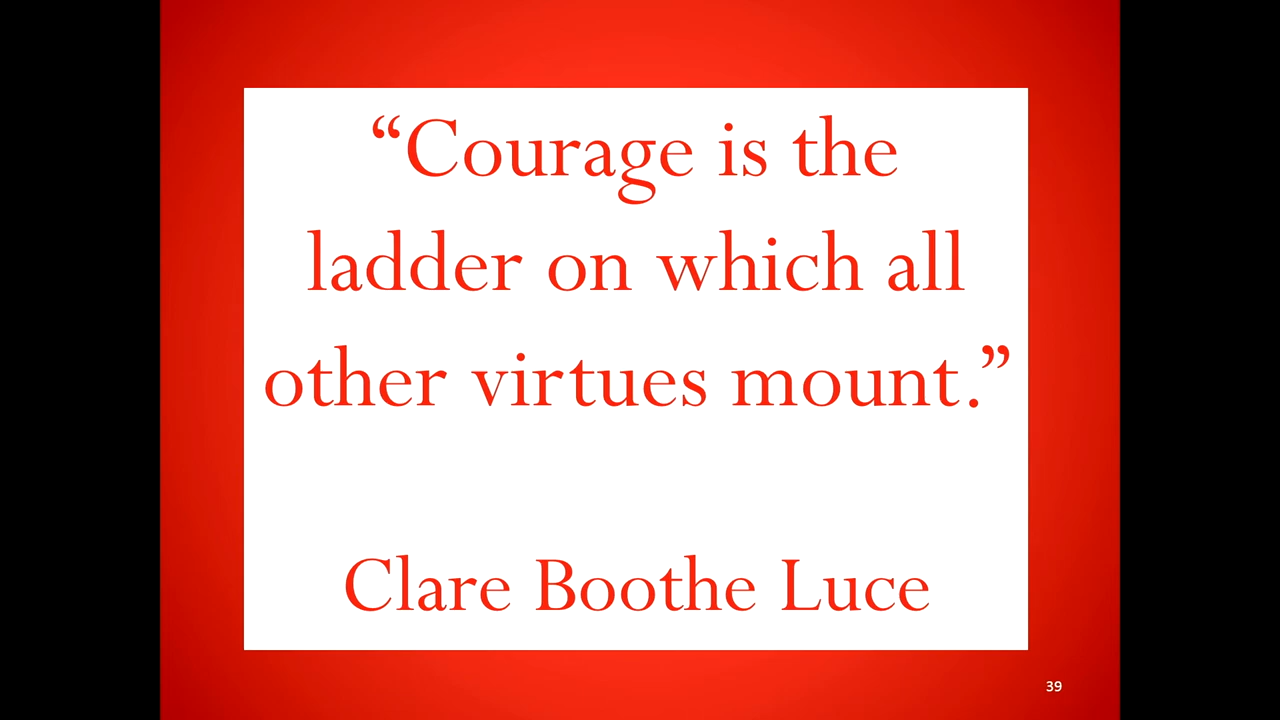 “Courage is the
ladder on which all
other virtues mount.”
Clare Boothe Luce
39